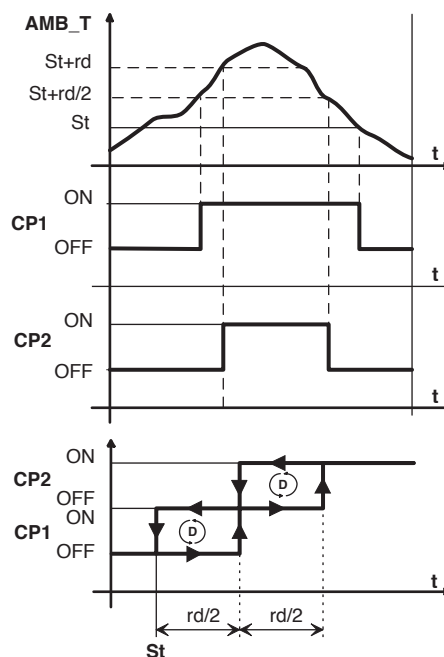 AMB_T
St+rd
St+rd/2
St
t
ON
CP1
OFF
t
ON
CP2
OFF
t
ON
CP2
OFF
D
ON
CP1
D
OFF
t
rd/2 rd/2
St